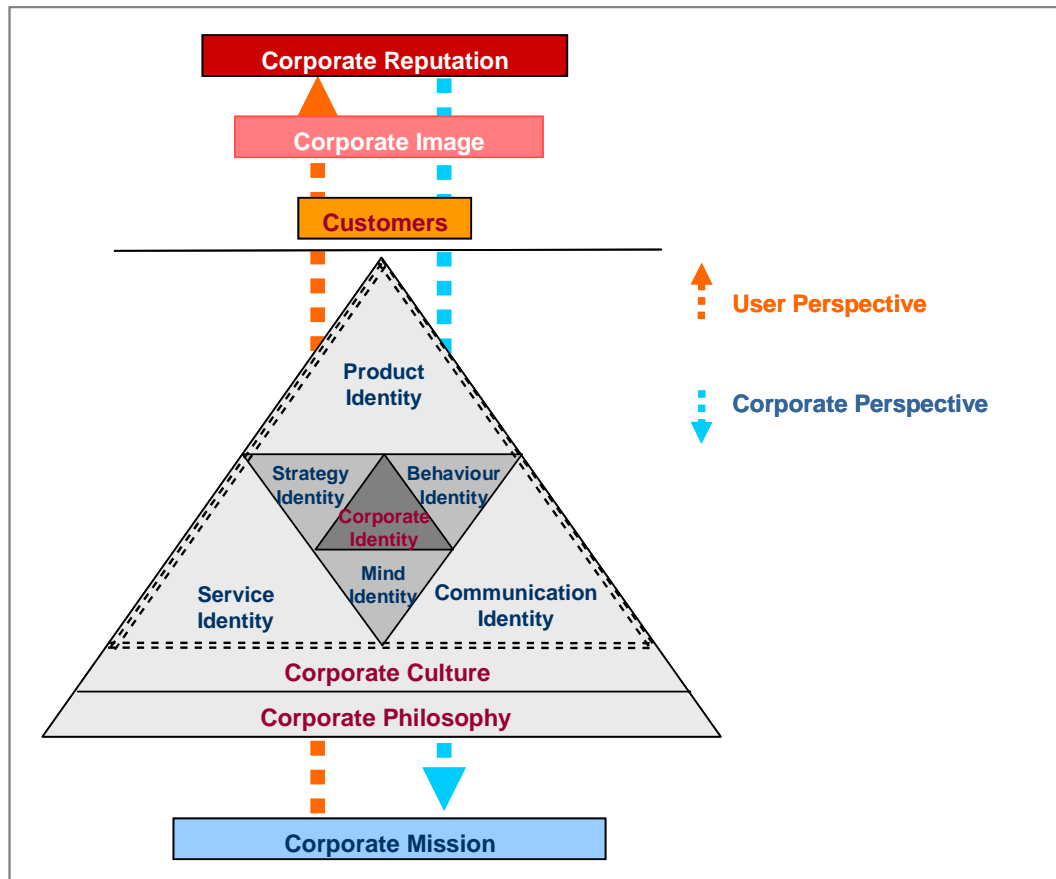 Corporate Reputation
Corporate Image
Customers
User Perspective
Corporate Perspective
Product
Identity
Strategy
Identity
Behaviour
Identity
Corporate
Identity
Mind
Identity
Service
Identity
Communication
Identity
Corporate Culture
Corporate Philosophy
Corporate Mission